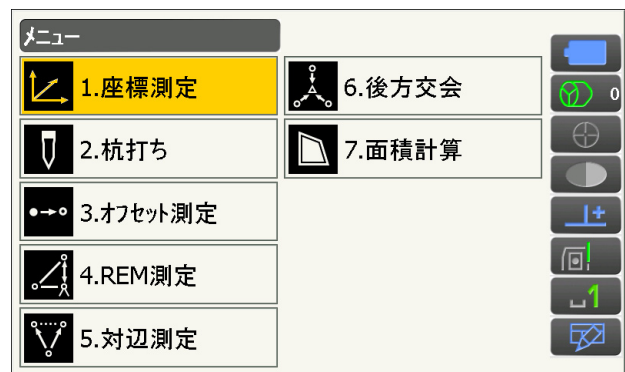 メニュー
1.座標測定
2.杭打ち
3.オフセット測定
4.REM測定
5.対辺測定
6.後方交会
7.面積計算
0
1